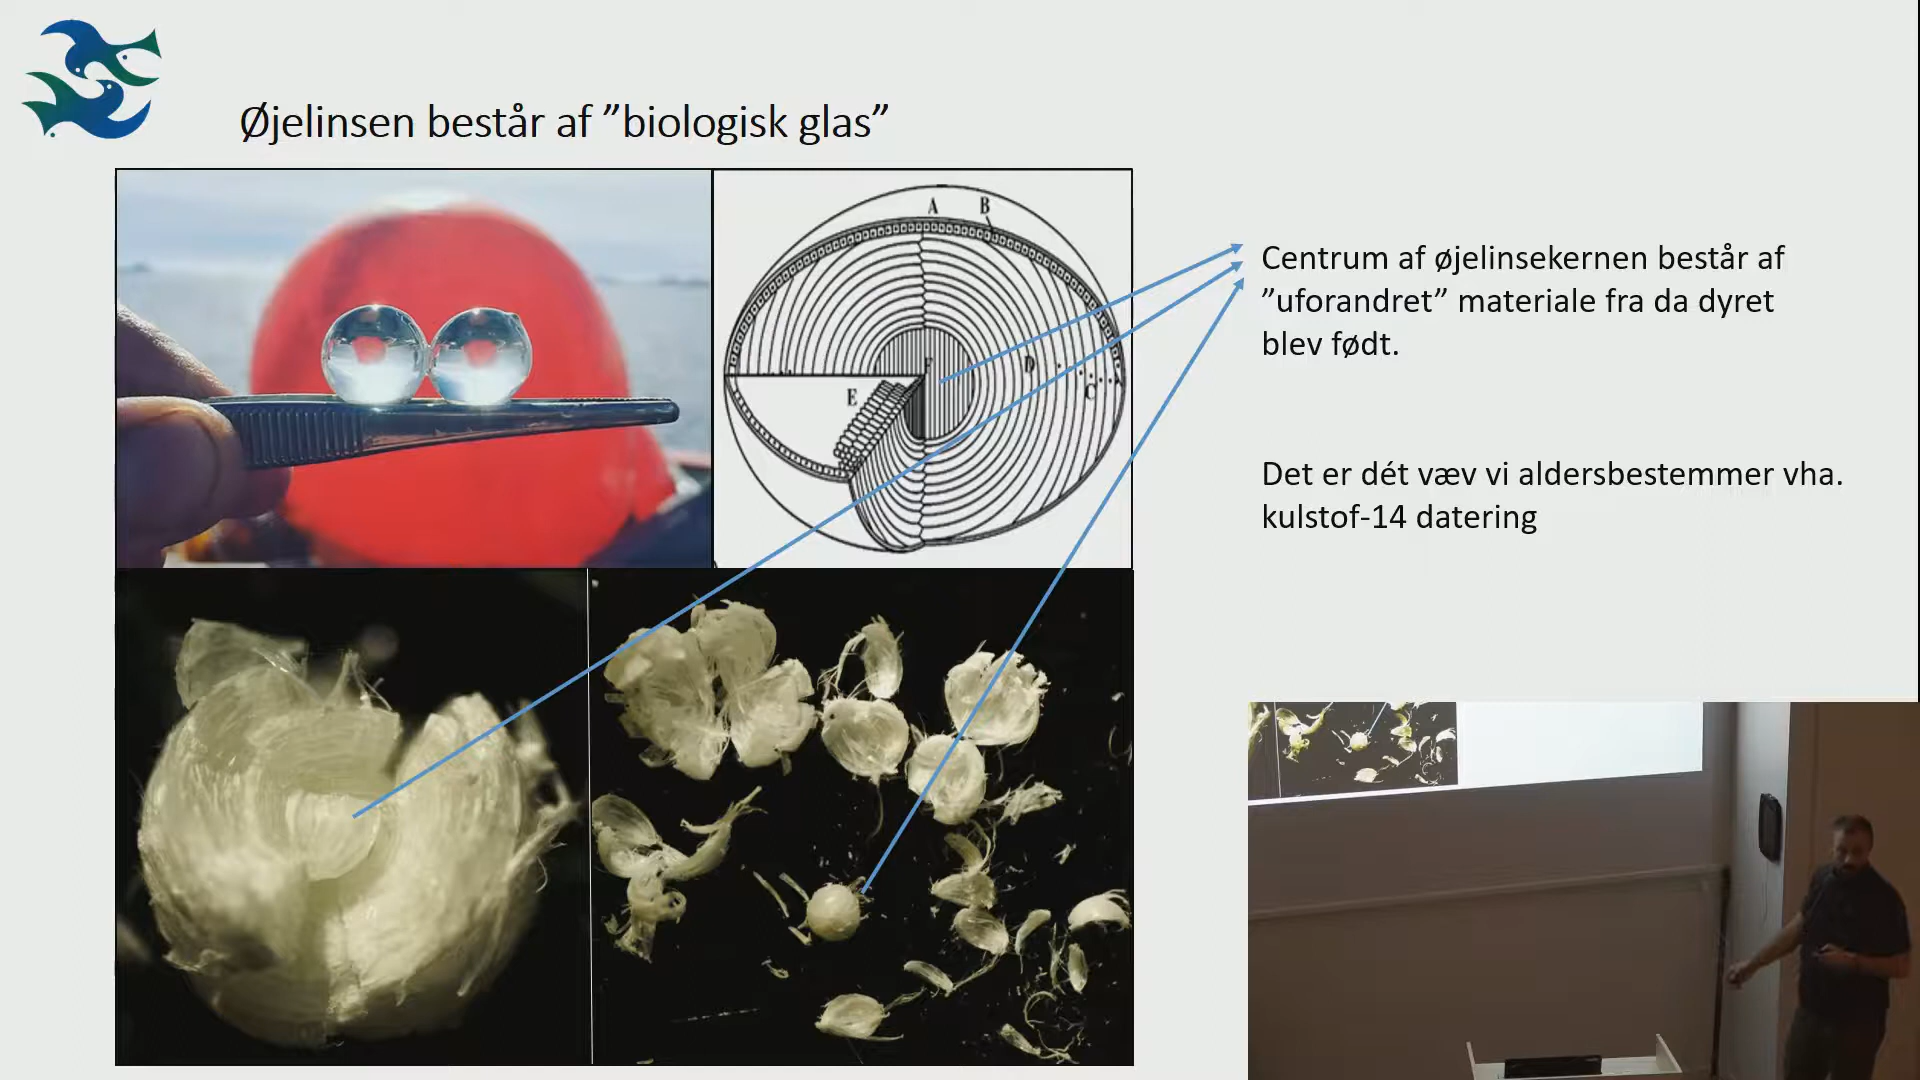 Øjelinsen består af ”biologisk glas”
A
B
F
D
E
C
Centrum af øjelinsekernen består af
”uforandret” materiale fra da dyret
blev født.
Det er dét væv vi aldersbestemmer vha.
kulstof-14 datering